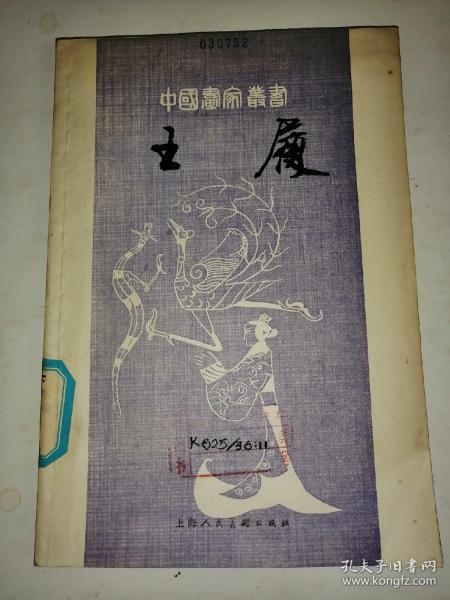 030752
中國畫家叢書
王履
K825/36:11
上海人民美術出版社
孔夫子旧书网
www.kongfz.com